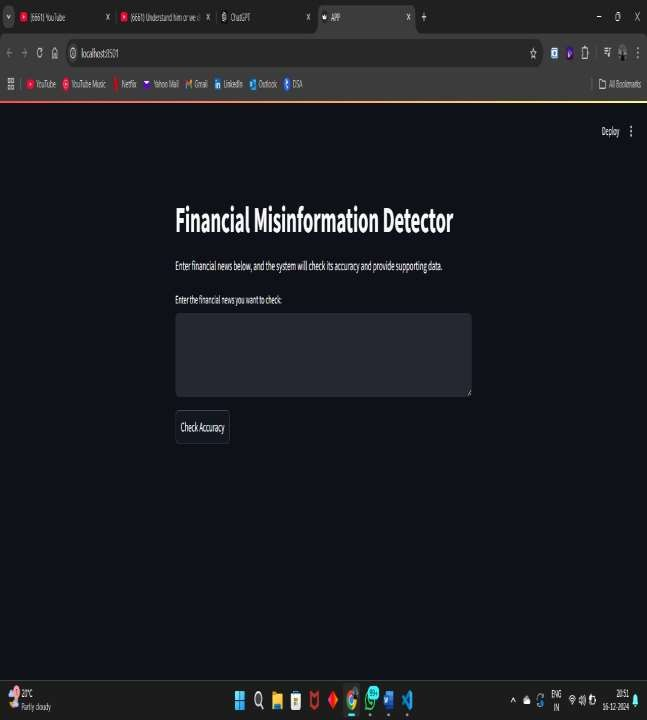 (6661) YouTube
(6661) Understand him or we d
ChatGPT
APP
localhost:8501
YouTube
YouTube Music
Netflix
Yahoo Mail
Gmail
LinkedIn
Outlook
DSA
All Bookmarks
Deploy
Financial Misinformation Detector
Enter financial news below, and the system will check its accuracy and provide supporting data.
Enter the financial news you want to check:
Check Accuracy
20°C
Partly cloudy
99+
ENG
IN
20:51
16-12-2024